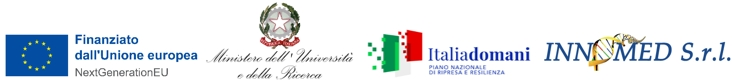 Finanziato
dall'Unione europea
NextGenerationEU
Ministero dell'Università
e della Ricerca
Italiadomani
PIANO NAZIONALE
DI RIPRESA E RESILIENZA
INNOMED S.r.l.